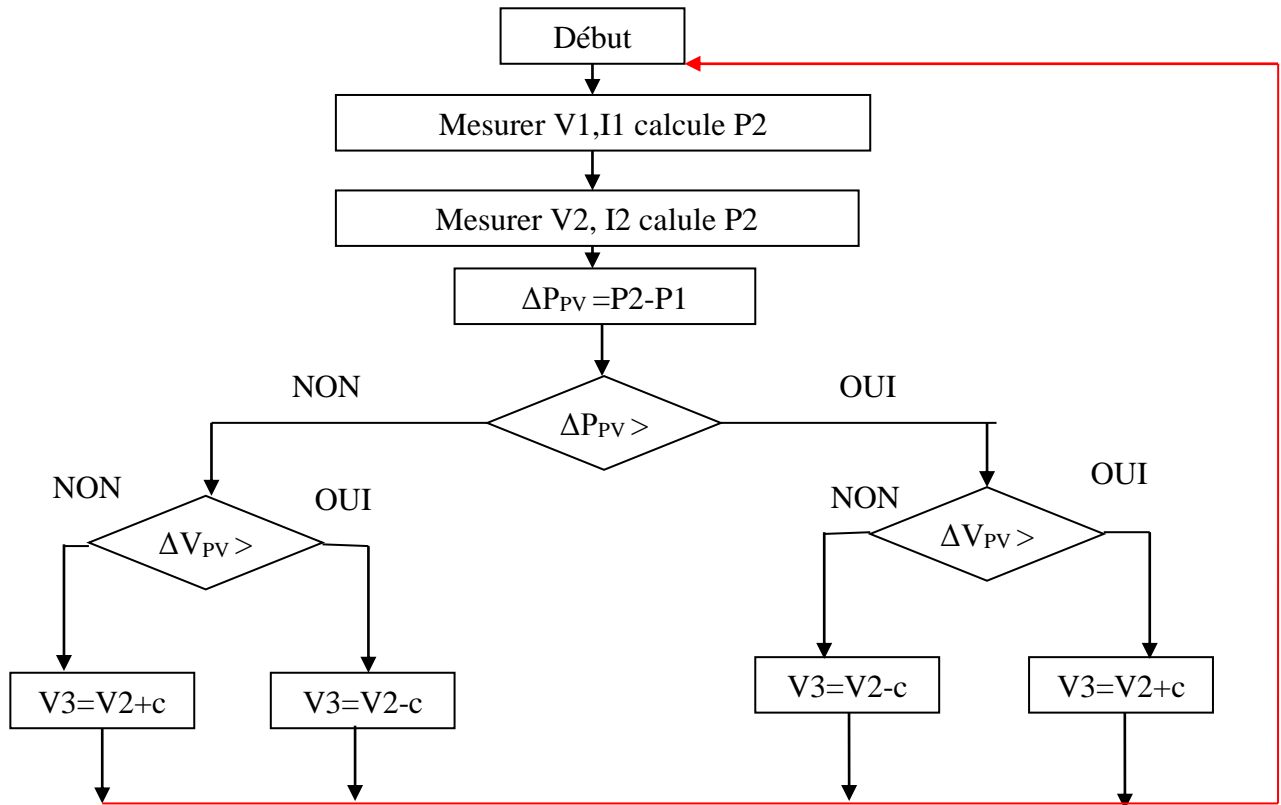 Début
Mesurer V1,I1 calcule P2
Mesurer V2, I2 calule P2
ΔPPV =P2-P1
NON
OUI
ΔPPV >
NON
OUI
NON
OUI
ΔVPV >
ΔVPV >
V3=V2+c
V3=V2-c
V3=V2-c
V3=V2+c